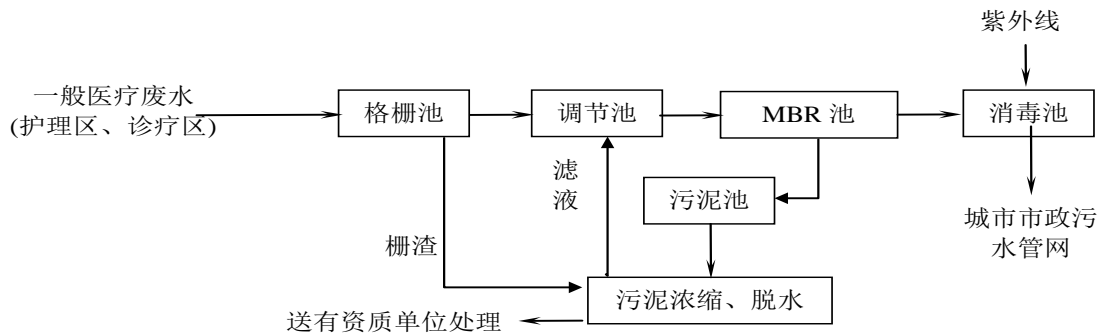 紫外线
一般医疗废水
(护理区、诊疗区)
格栅池
调节池
MBR 池
消毒池
滤
液
污泥池
栅渣
城市市政污
水管网
污泥浓缩、脱水
送有资质单位处理